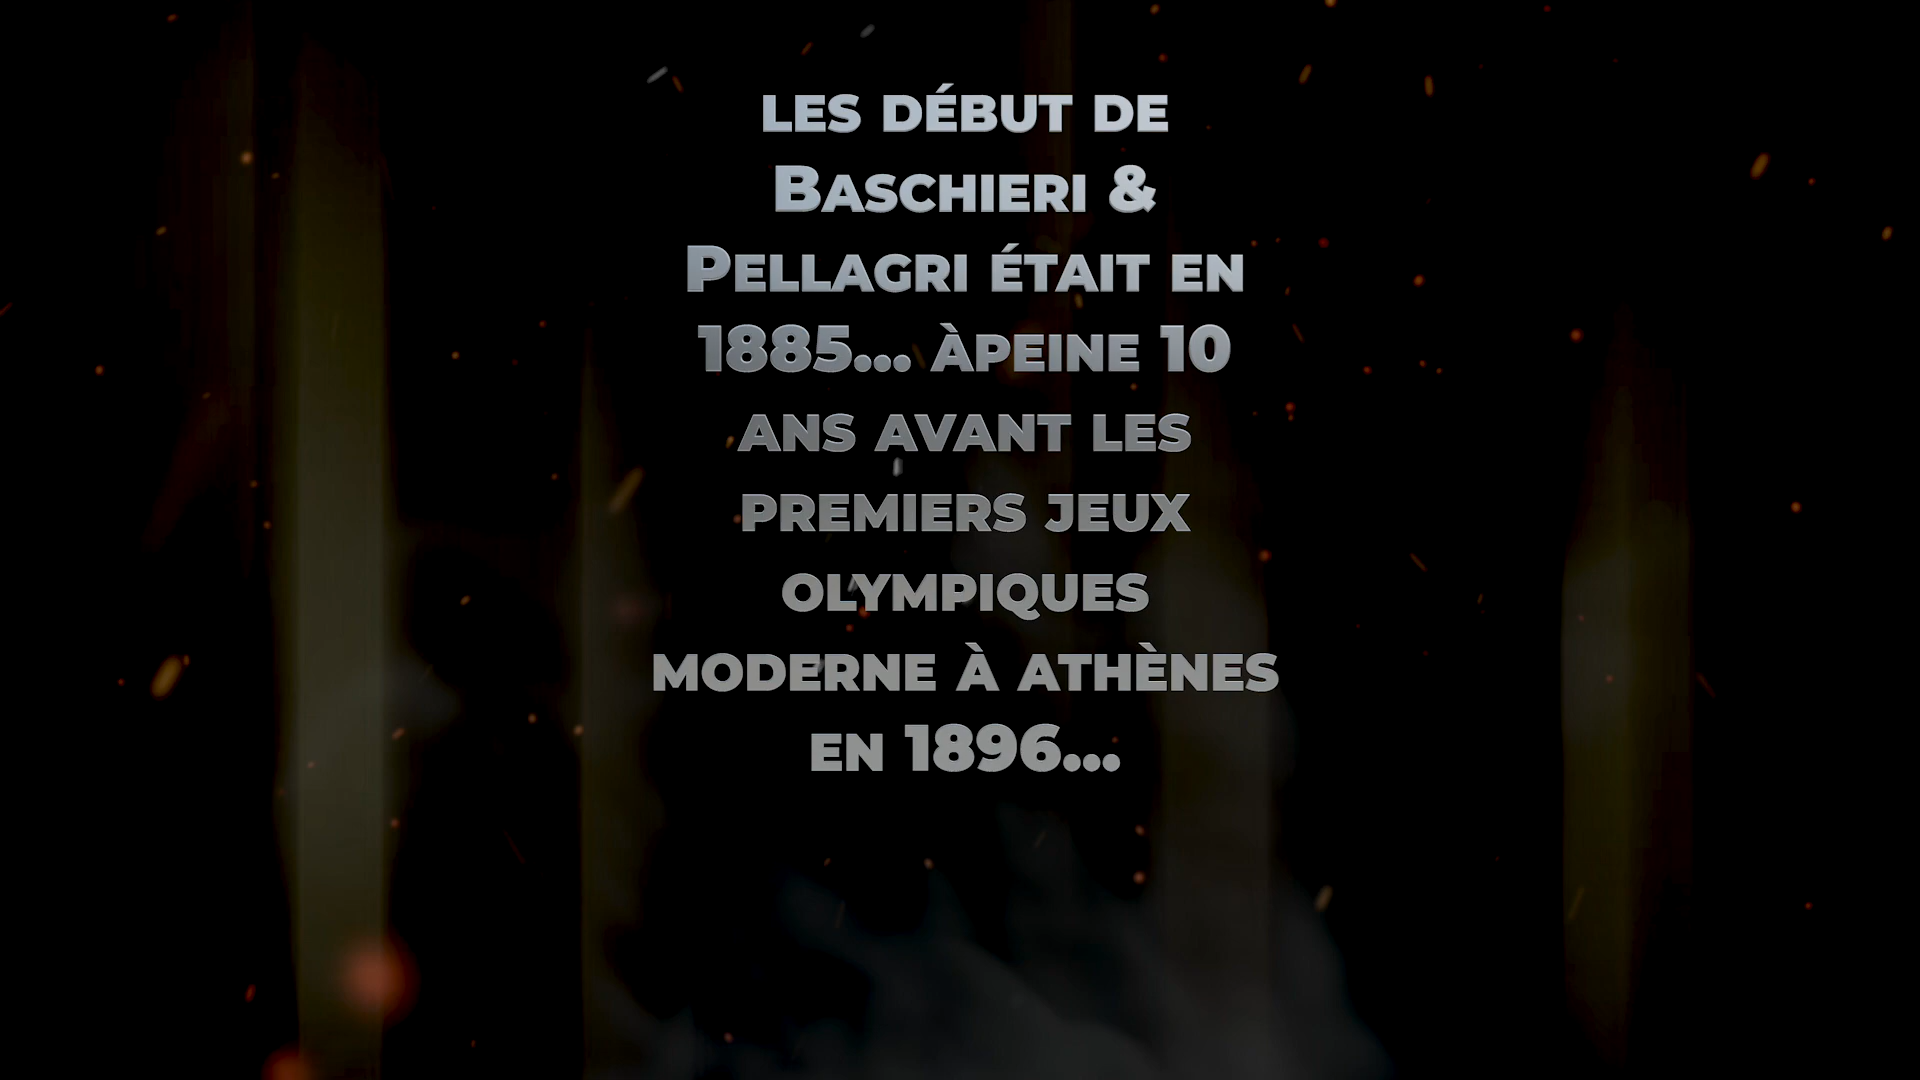 les début de
Baschieri &
Pellagri était en
1885... àpeine 10
ans avant les
premiers jeux
olympiques
moderne à athènes
en 1896...